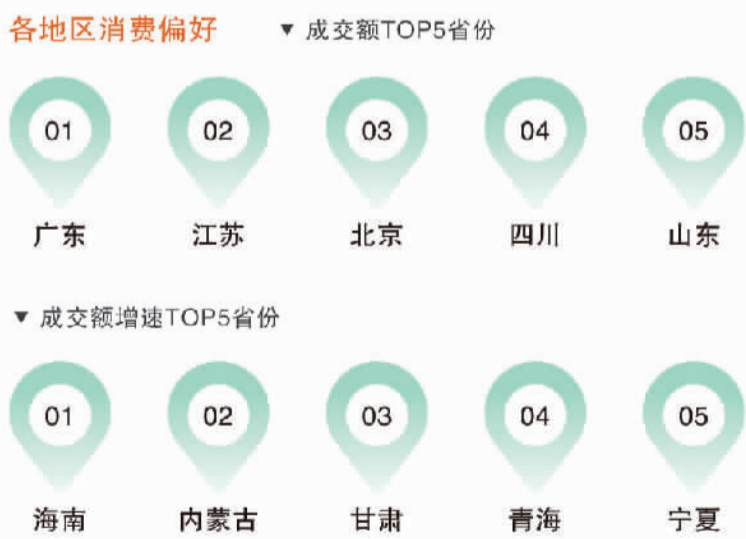 各地区消费偏好 ▼ 成交额TOP5省份
01 02 03 04 05
广东 江苏 北京 四川 山东
▼ 成交额增速TOP5省份
01 02 03 04 05
海南 内蒙古 甘肃 青海 宁夏